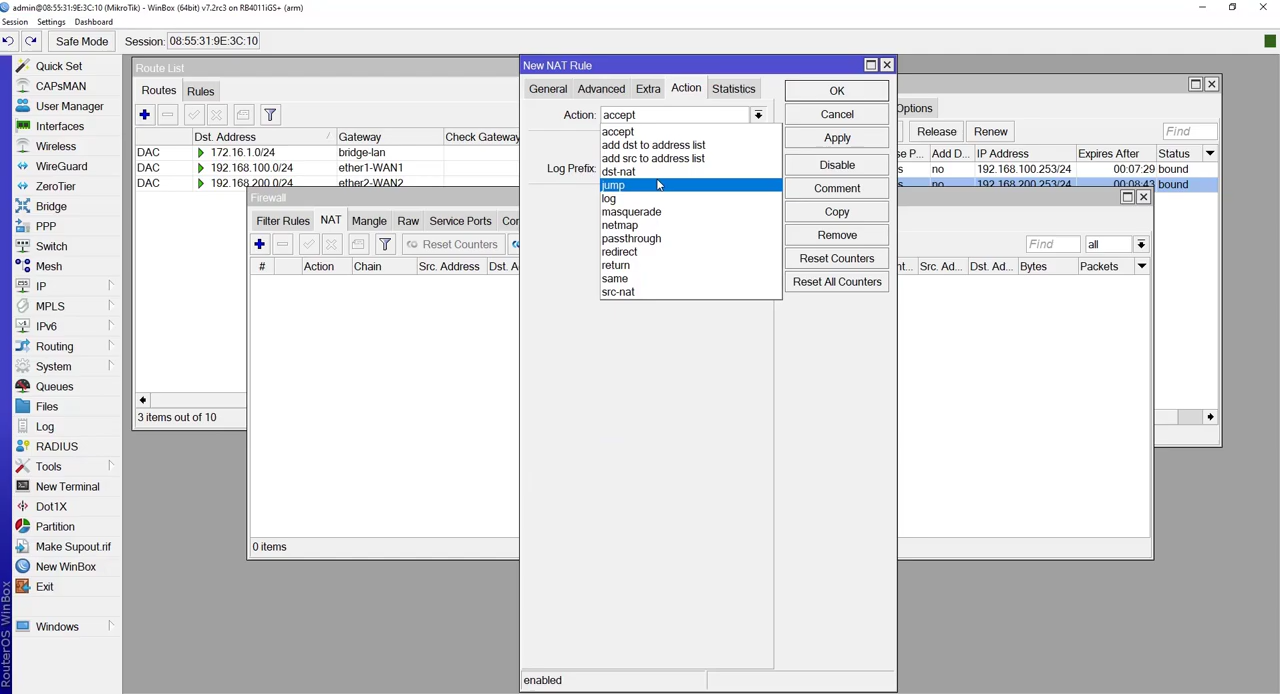 admin@08:55:31:9E:3C:10 (MikroTik) - WinBox (64bit) v7.2rc3 on RB4011iGS+ (arm)
Session Settings Dashboard
Safe Mode Session: 08:55:31:9E:3C:10
Quick Set
CAPsMAN
User Manager
Interfaces
Wireless
WireGuard
ZeroTier
Bridge
PPP
Switch
Mesh
IP
MPLS
IPv6
Routing
System
Queues
Files
Log
RADIUS
Tools
New Terminal
Dot1X
Partition
Make Supout.rif
New WinBox
Exit
Windows
RouterOS WinBox
Route List
Routes Rules
Dst. Address / Gateway Check Gateway
DAC 172.16.1.0/24 bridge-lan
DAC 192.168.100.0/24 ether1-WAN1
DAC 192.168.200.0/24 ether2-WAN2
3 items out of 10
Firewall
Filter Rules NAT Mangle Raw Service Ports Con
Reset Counters
# Action Chain Src. Address Dst. A
0 items
New NAT Rule
General Advanced Extra Action Statistics
Action: accept
accept
add dst to address list
add src to address list
dst-nat
jump
log
masquerade
netmap
passthrough
redirect
return
same
src-nat
Log Prefix:
OK
Cancel
Apply
Disable
Comment
Copy
Remove
Reset Counters
Reset All Counters
enabled
Options
Release Renew Find
se P... Add D... IP Address Expires After Status
s no 192.168.100.253/24 00:07:29 bound
s no 192.168.200.253/24 00:08:43 bound
Find all
nt... Src. Ad... Dst. Ad... Bytes Packets